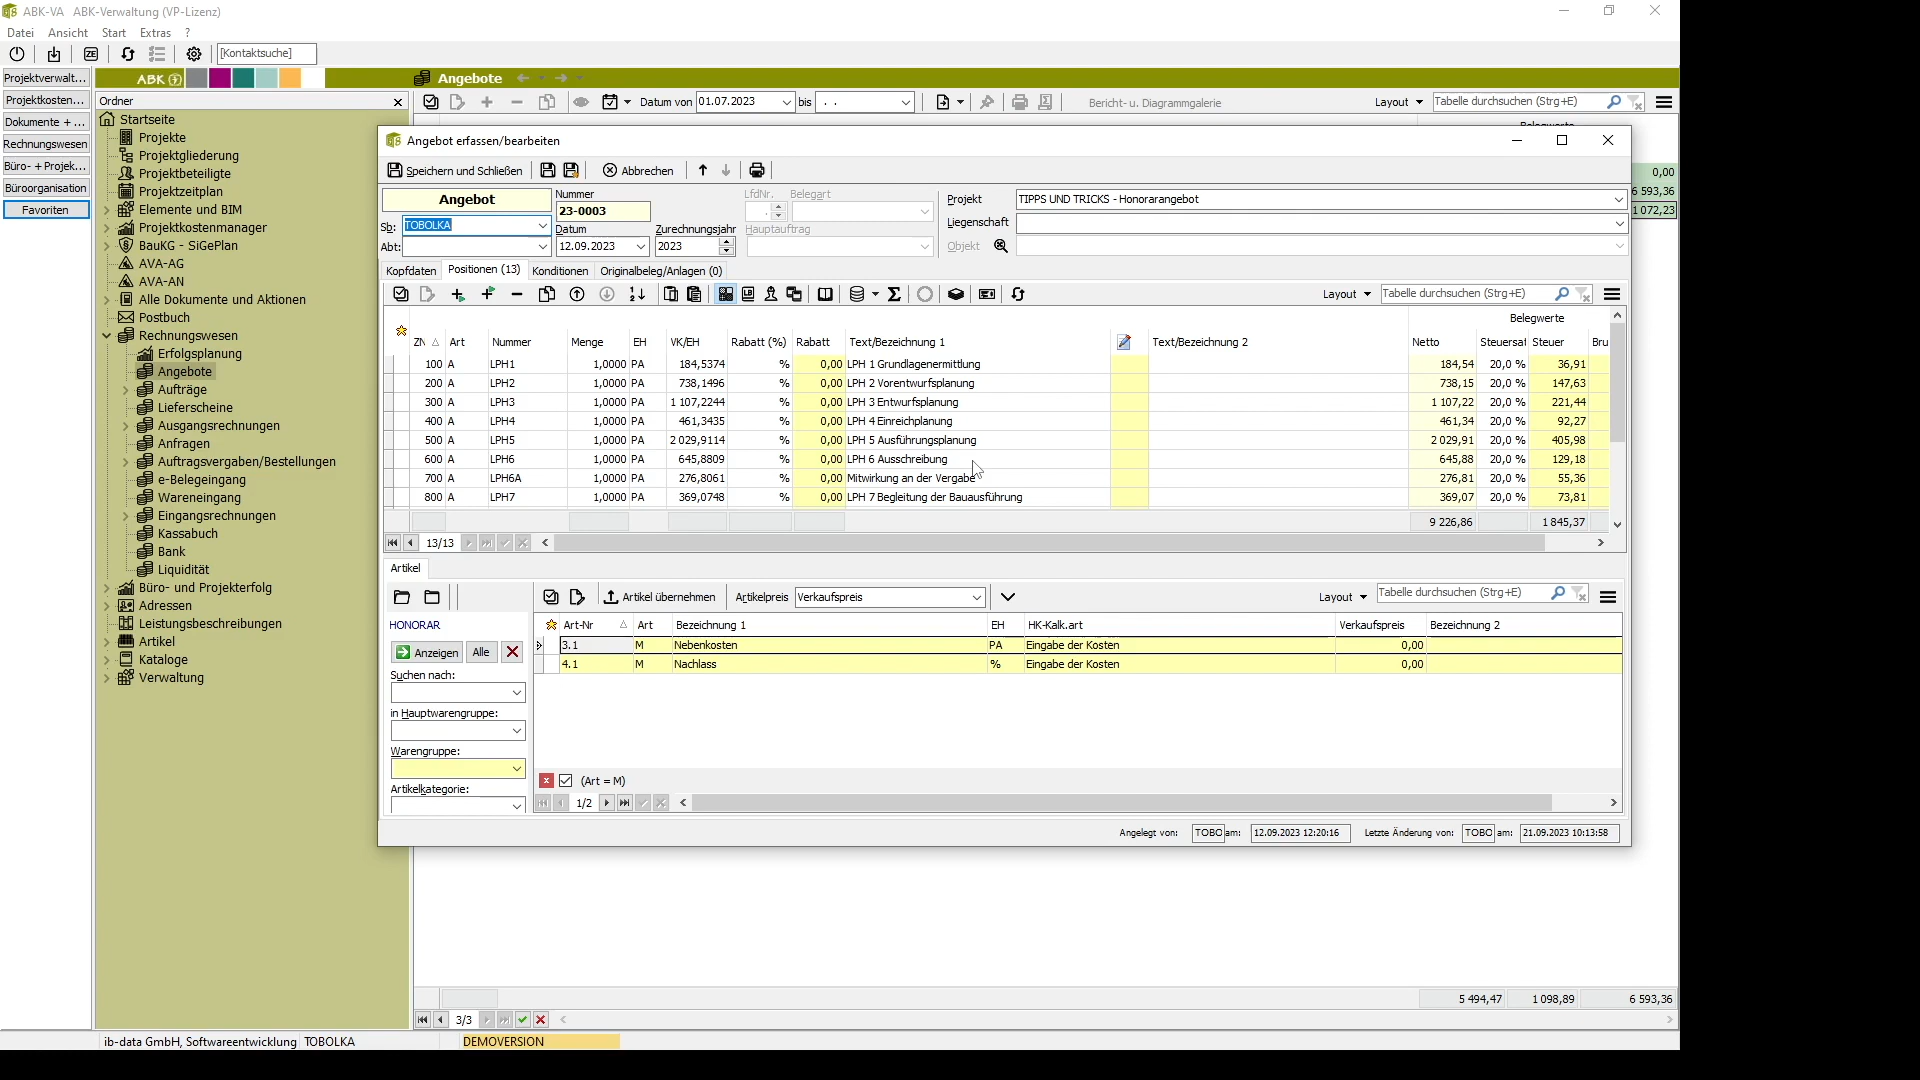 ABK-VA ABK-Verwaltung (VP-Lizenz)
Datei Ansicht Start Extras ?
ZE [Kontaktsuche]
Projektverwalt...
Projektkosten...
Dokumente + ...
Rechnungswesen
Büro- + Projek...
Büroorganisation
Favoriten
ABK
Angebote
Ordner
Datum von 01.07.2023 bis . . Bericht- u. Diagrammgalerie Layout Tabelle durchsuchen (Strg+E)
Startseite
Projekte
Projektgliederung
Projektbeteiligte
Projektzeitplan
Elemente und BIM
Projektkostenmanager
BauKG - SiGePlan
AVA-AG
AVA-AN
Alle Dokumente und Aktionen
Postbuch
Rechnungswesen
Erfolgsplanung
Angebote
Aufträge
Lieferscheine
Ausgangsrechnungen
Anfragen
Auftragsvergaben/Bestellungen
e-Belegeingang
Wareneingang
Eingangsrechnungen
Kassabuch
Bank
Liquidität
Büro- und Projekterfolg
Adressen
Leistungsbeschreibungen
Artikel
Kataloge
Verwaltung
0,00
6 593,36
1 072,23
Angebot erfassen/bearbeiten
Speichern und Schließen Abbrechen
Angebot Nummer LfdNr. Belegart Projekt TIPPS UND TRICKS - Honorarangebot
23-0003 .
Sb: TOBOLKA Datum Zurechnungsjahr Hauptauftrag Liegenschaft
Abt: 12.09.2023 2023 Objekt
Kopfdaten Positionen (13) Konditionen Originalbeleg/Anlagen (0)
Layout Tabelle durchsuchen (Strg+E)
Belegwerte
ZN Art Nummer Menge EH VK/EH Rabatt (%) Rabatt Text/Bezeichnung 1 Text/Bezeichnung 2 Netto Steuersat Steuer Bru
100 A LPH1 1,0000 PA 184,5374 % 0,00 LPH 1 Grundlagenermittlung 184,54 20,0 % 36,91
200 A LPH2 1,0000 PA 738,1496 % 0,00 LPH 2 Vorentwurfsplanung 738,15 20,0 % 147,63
300 A LPH3 1,0000 PA 1 107,2244 % 0,00 LPH 3 Entwurfsplanung 1 107,22 20,0 % 221,44
400 A LPH4 1,0000 PA 461,3435 % 0,00 LPH 4 Einreichplanung 461,34 20,0 % 92,27
500 A LPH5 1,0000 PA 2 029,9114 % 0,00 LPH 5 Ausführungsplanung 2 029,91 20,0 % 405,98
600 A LPH6 1,0000 PA 645,8809 % 0,00 LPH 6 Ausschreibung 645,88 20,0 % 129,18
700 A LPH6A 1,0000 PA 276,8061 % 0,00 Mitwirkung an der Vergabe 276,81 20,0 % 55,36
800 A LPH7 1,0000 PA 369,0748 % 0,00 LPH 7 Begleitung der Bauausführung 369,07 20,0 % 73,81
9 226,86 1 845,37
13/13
Artikel
Artikel übernehmen Artikelpreis Verkaufspreis Layout Tabelle durchsuchen (Strg+E)
HONORAR
Anzeigen Alle
Suchen nach:
in Hauptwarengruppe:
Warengruppe:
Artikelkategorie:
Art-Nr Art Bezeichnung 1 EH HK-Kalk.art Verkaufspreis Bezeichnung 2
3.1 M Nebenkosten PA Eingabe der Kosten 0,00
4.1 M Nachlass % Eingabe der Kosten 0,00
(Art = M)
1/2
Angelegt von: TOBO am: 12.09.2023 12:20:16 Letzte Änderung von: TOBO am: 21.09.2023 10:13:58
5 494,47 1 098,89 6 593,36
3/3
ib-data GmbH, Softwareentwicklung TOBOLKA DEMOVERSION